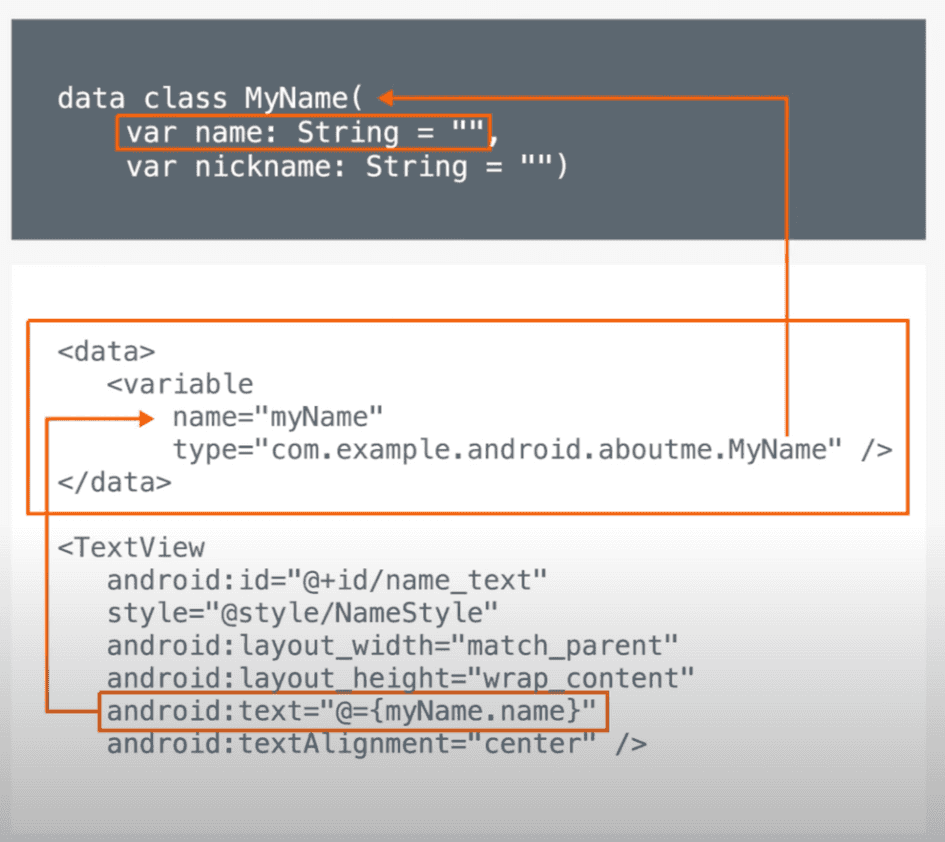 data class MyName(
var name: String = "",
var nickname: String = "")
<data>
<variable
name="myName"
type="com.example.android.aboutme.MyName" />
</data>
<TextView
android:id="@+id/name_text"
style="@style/NameStyle"
android:layout_width="match_parent"
android:layout_height="wrap_content"
android:text="@={myName.name}"
android:textAlignment="center" />